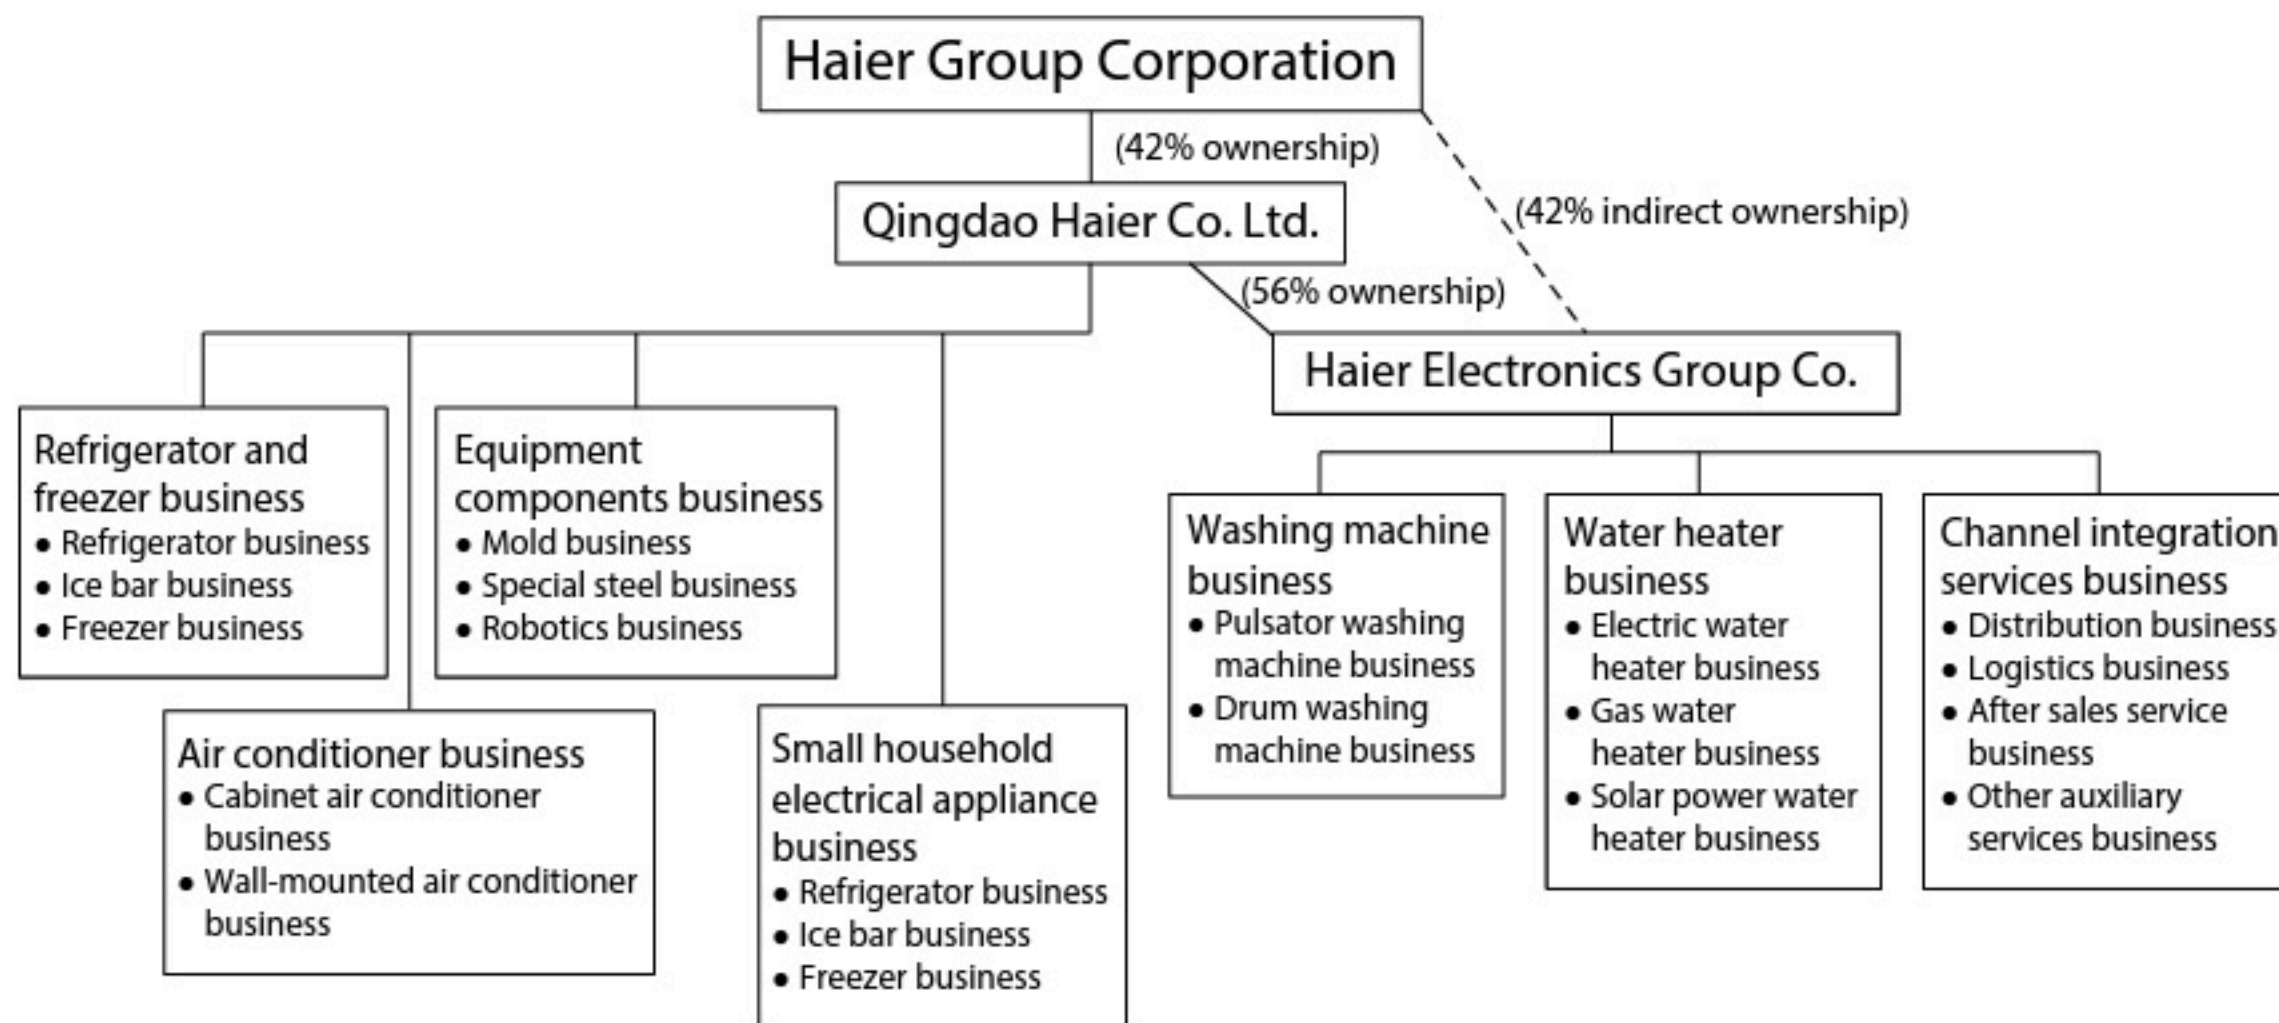 Haier Group Corporation
(42% ownership)
Qingdao Haier Co. Ltd.
(42% indirect ownership)
(56% ownership)
Haier Electronics Group Co.
Refrigerator and
freezer business
● Refrigerator business
● Ice bar business
● Freezer business
Equipment
components business
● Mold business
● Special steel business
● Robotics business
Air conditioner business
● Cabinet air conditioner
business
● Wall-mounted air conditioner
business
Small household
electrical appliance
business
● Refrigerator business
● Ice bar business
● Freezer business
Washing machine
business
● Pulsator washing
machine business
● Drum washing
machine business
Water heater
business
● Electric water
heater business
● Gas water
heater business
● Solar power water
heater business
Channel integration
services business
● Distribution business
● Logistics business
● After sales service
business
● Other auxiliary
services business